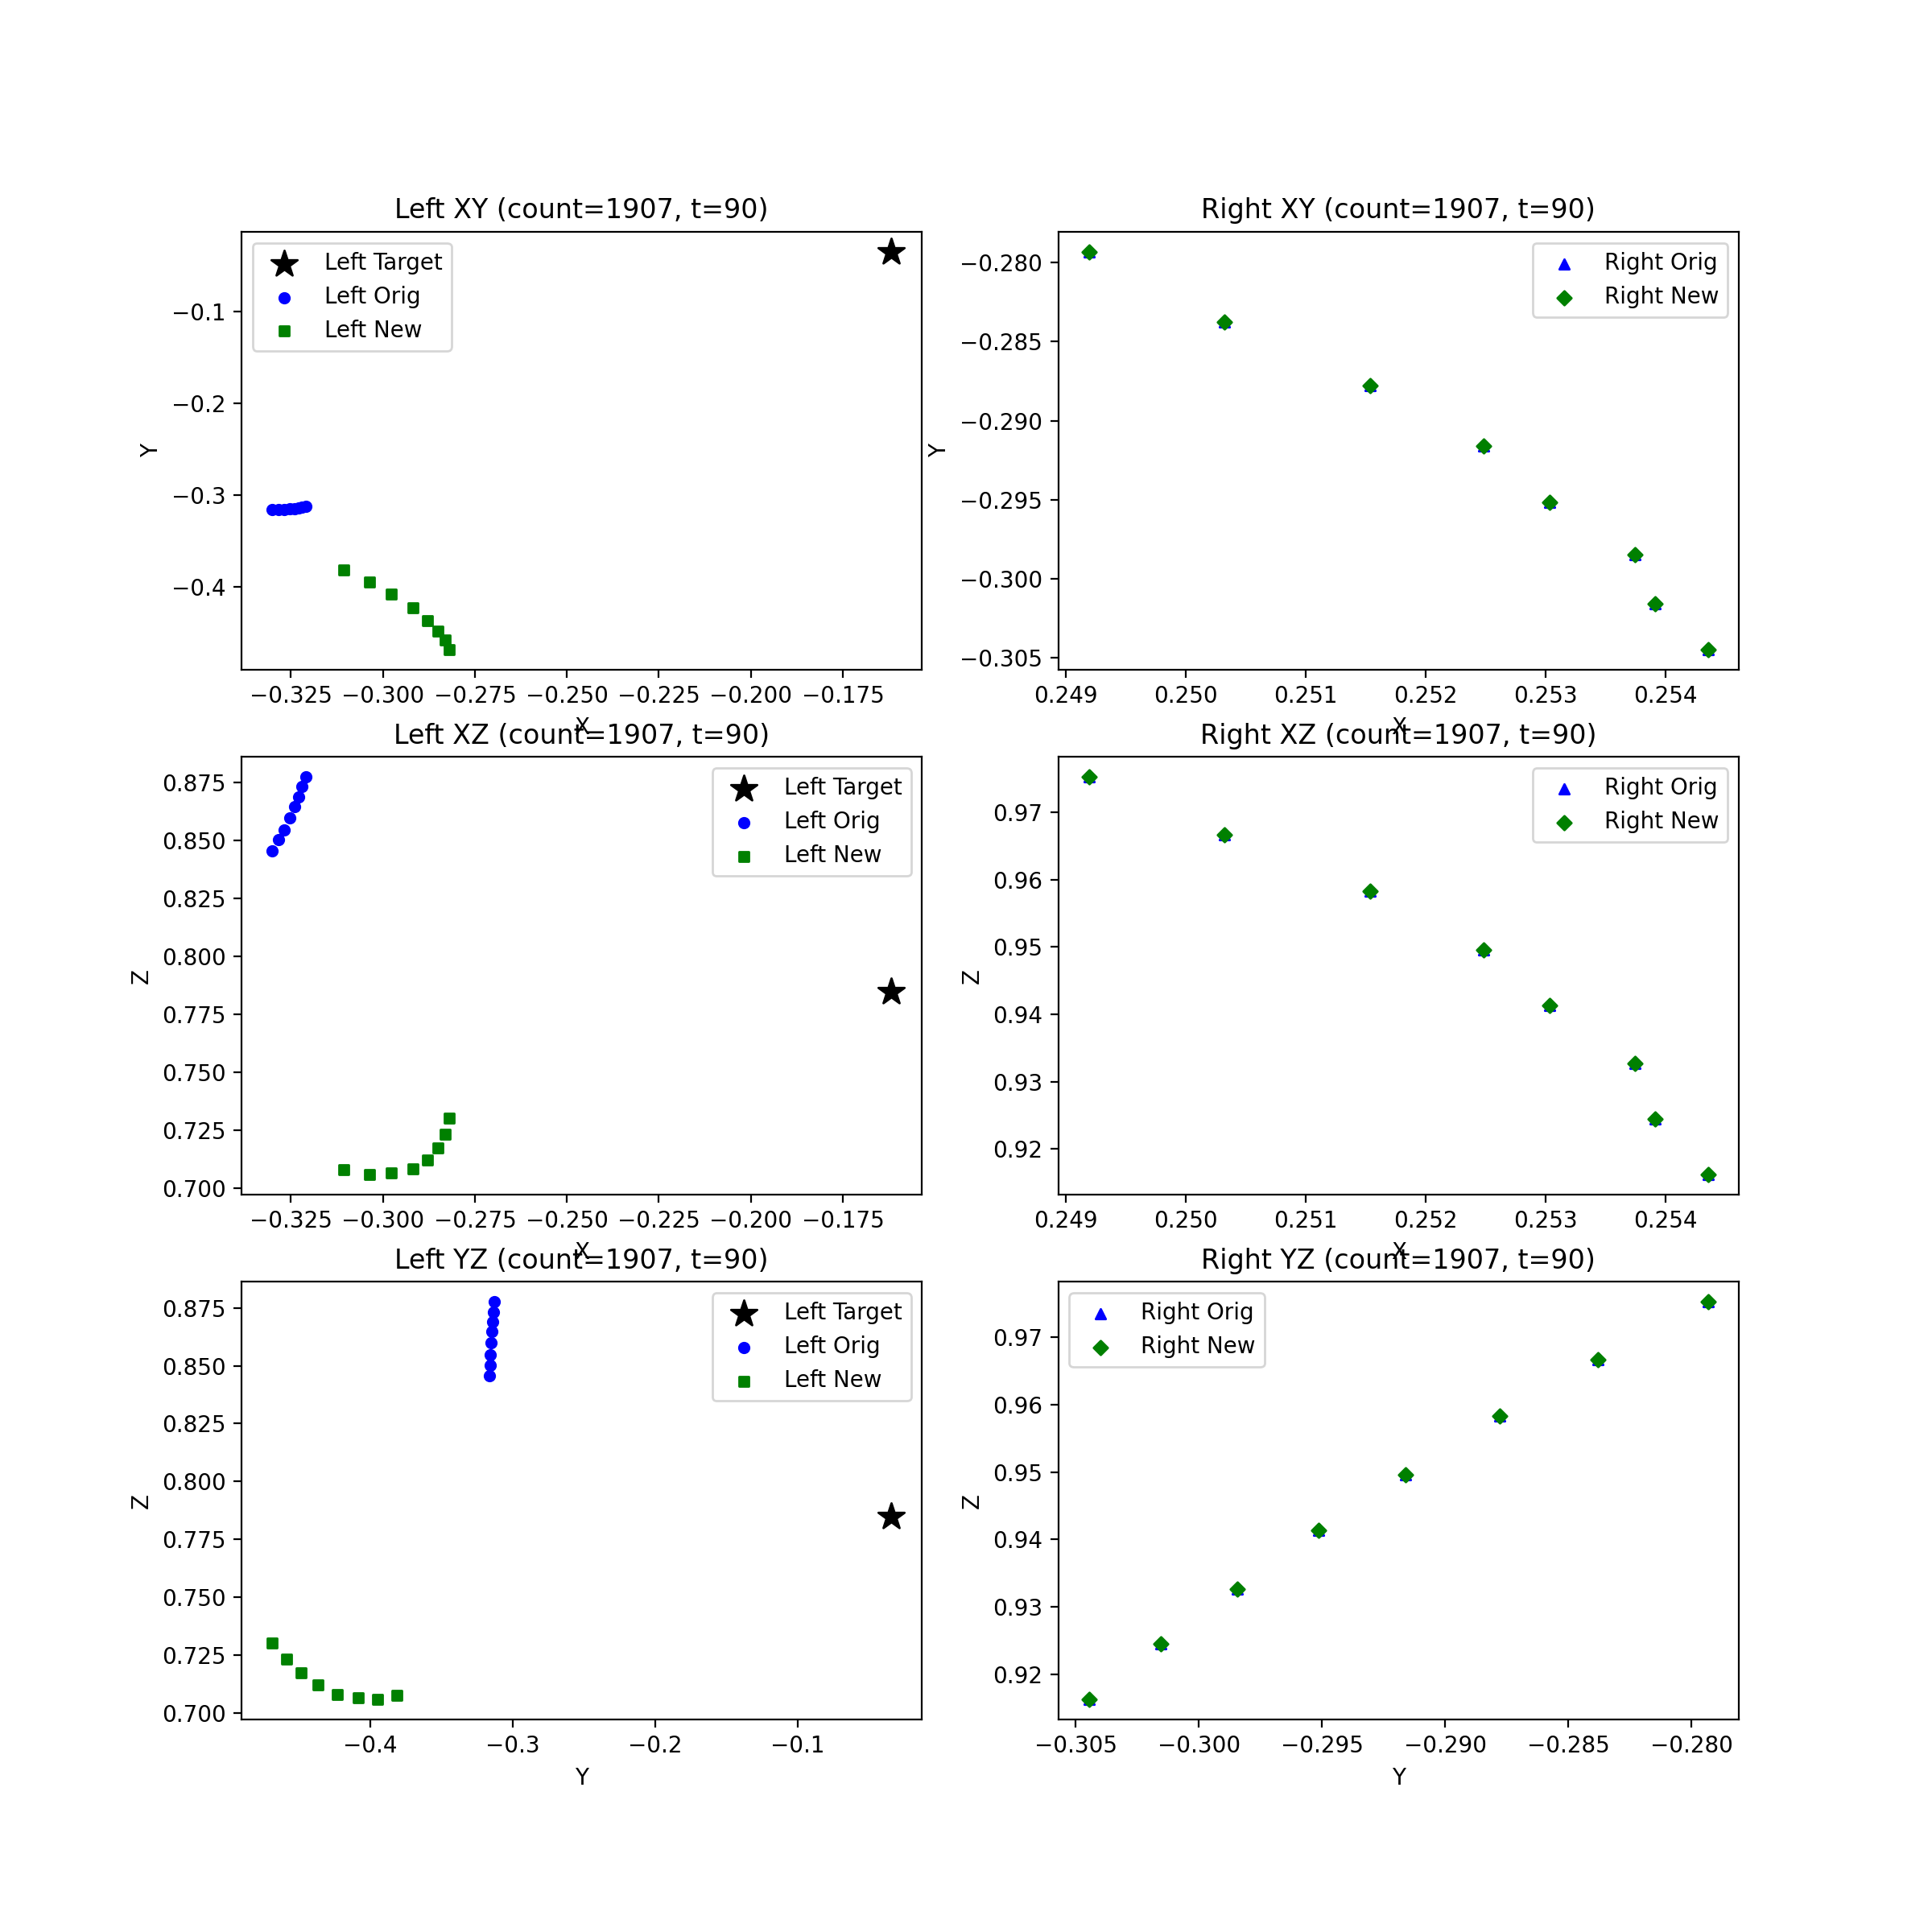 Left XY (count=1907, t=90)
Left Target
Left Orig
Left New
−0.1
−0.2
−0.3
−0.4
Y
−0.325 −0.300 −0.275 −0.250 −0.225 −0.200 −0.175
X
Right XY (count=1907, t=90)
Right Orig
Right New
−0.280
−0.285
−0.290
−0.295
−0.300
−0.305
Y
0.249 0.250 0.251 0.252 0.253 0.254
X
Left XZ (count=1907, t=90)
Left Target
Left Orig
Left New
0.875
0.850
0.825
0.800
0.775
0.750
0.725
0.700
Z
−0.325 −0.300 −0.275 −0.250 −0.225 −0.200 −0.175
X
Right XZ (count=1907, t=90)
Right Orig
Right New
0.97
0.96
0.95
0.94
0.93
0.92
Z
0.249 0.250 0.251 0.252 0.253 0.254
X
Left YZ (count=1907, t=90)
Left Target
Left Orig
Left New
0.875
0.850
0.825
0.800
0.775
0.750
0.725
0.700
Z
−0.4 −0.3 −0.2 −0.1
Y
Right YZ (count=1907, t=90)
Right Orig
Right New
0.97
0.96
0.95
0.94
0.93
0.92
Z
−0.305 −0.300 −0.295 −0.290 −0.285 −0.280
Y